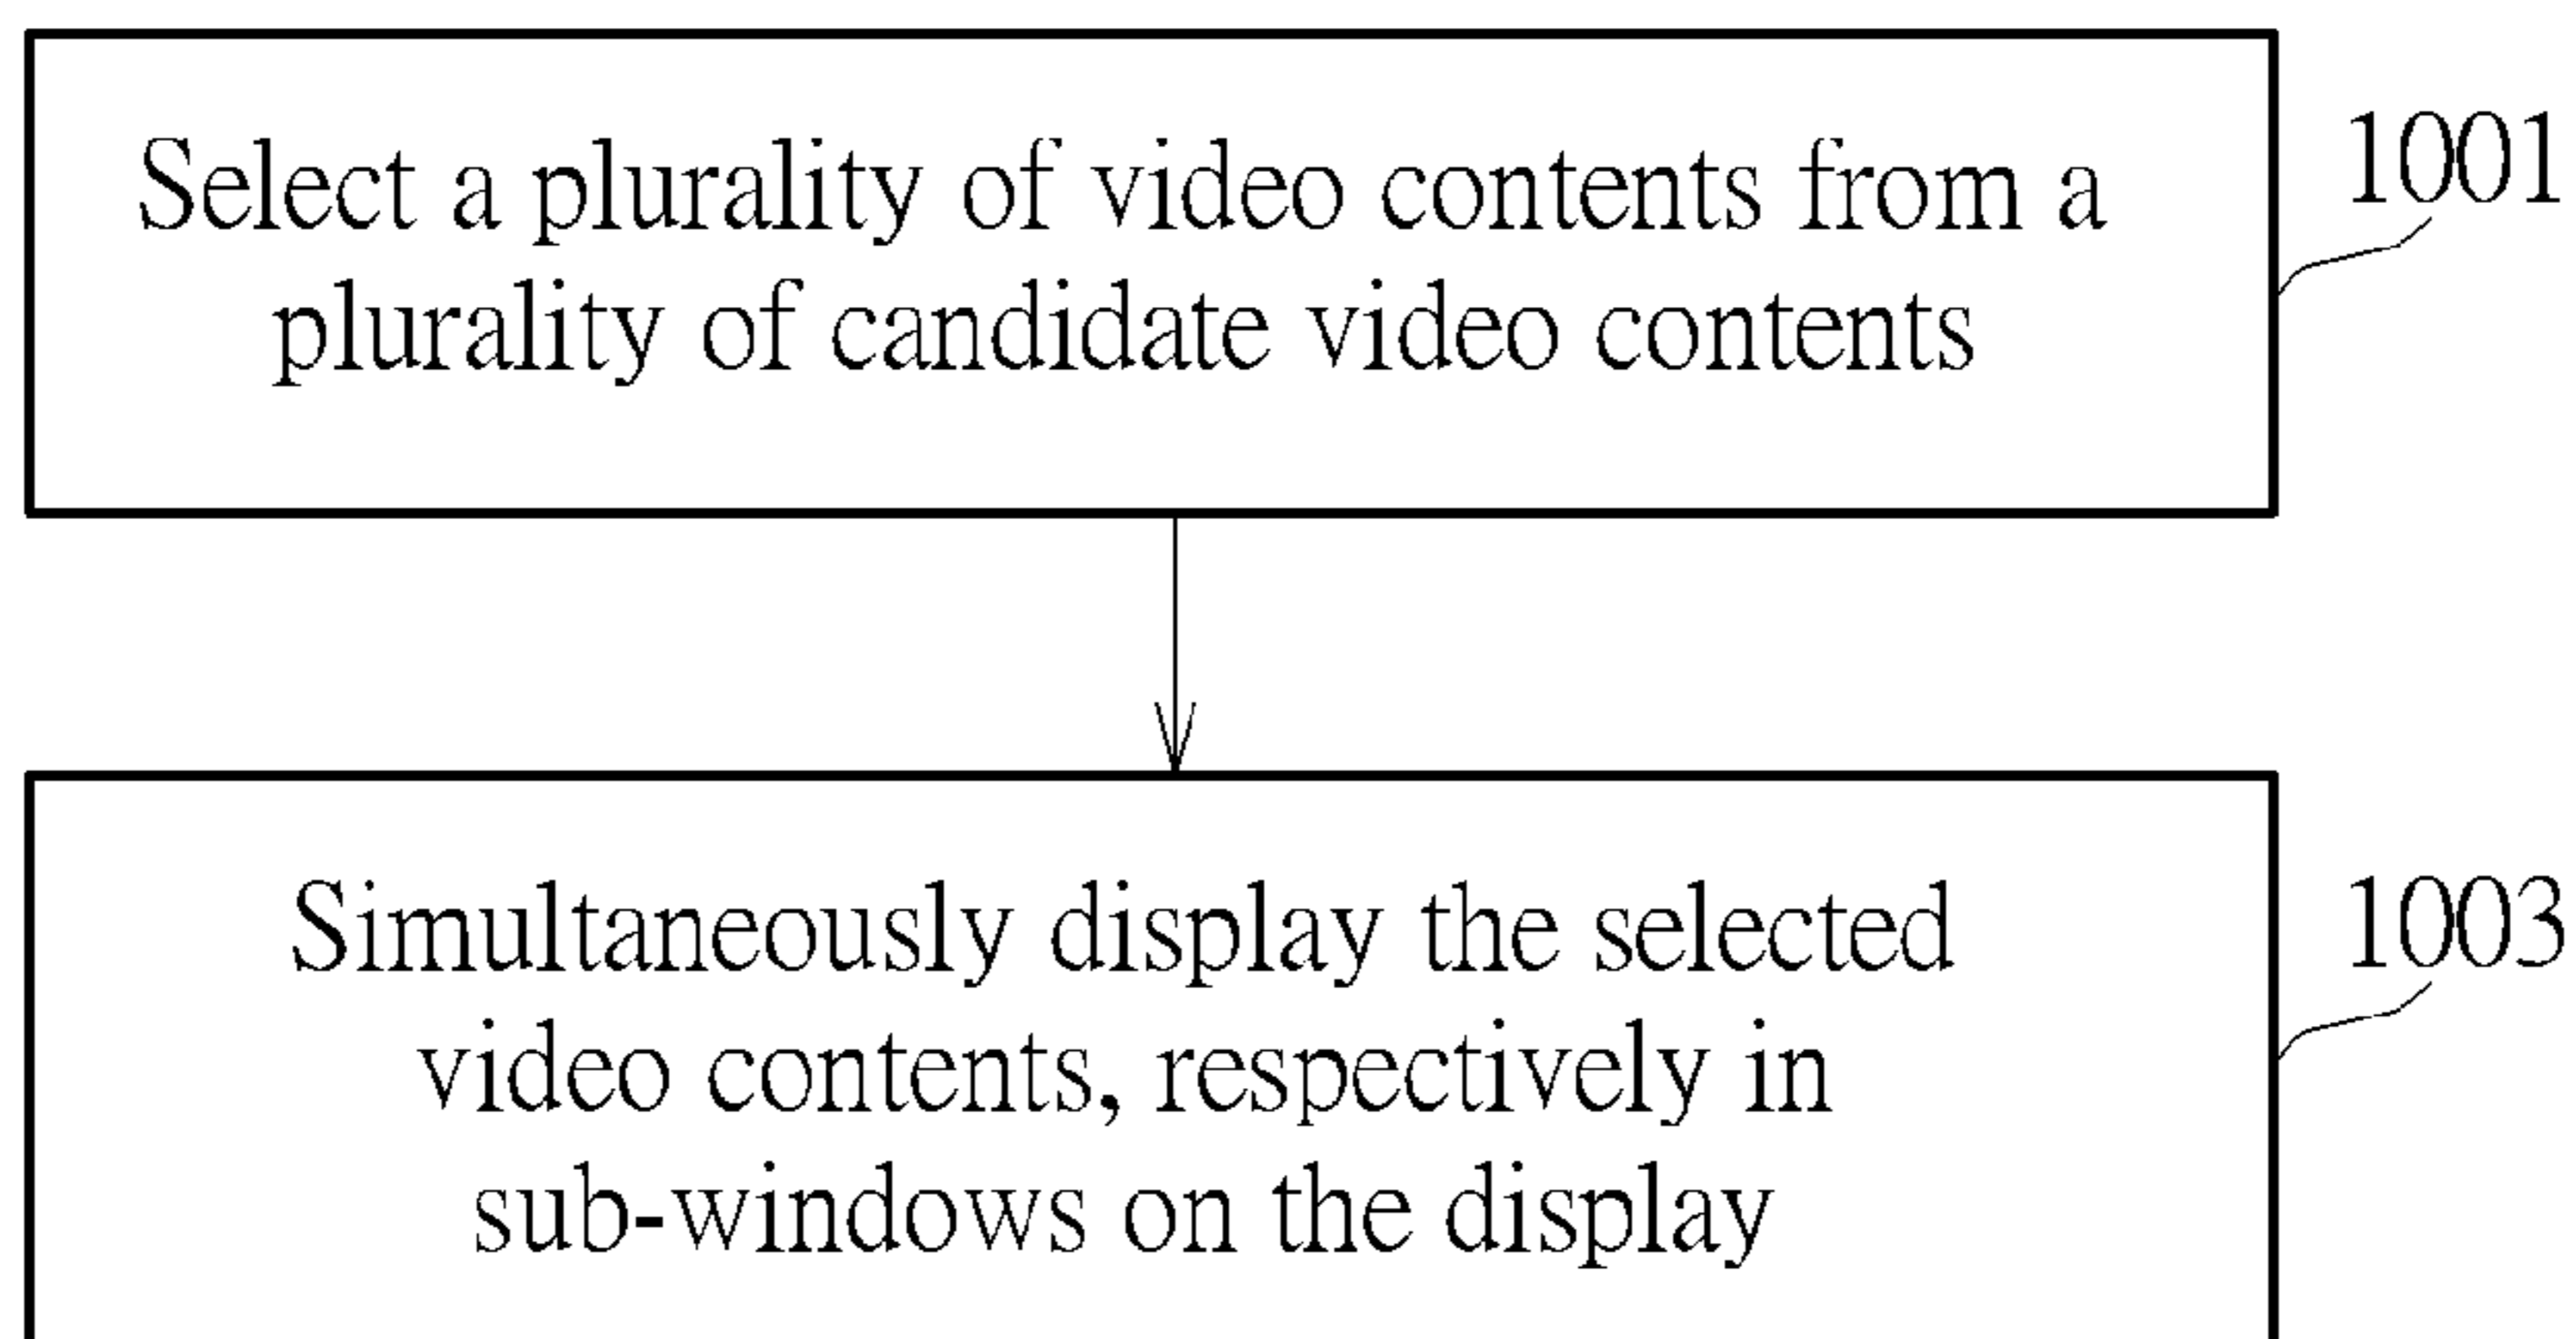 Select a plurality of video contents from a
plurality of candidate video contents
1001
Simultaneously display the selected
video contents, respectively in
sub-windows on the display
1003